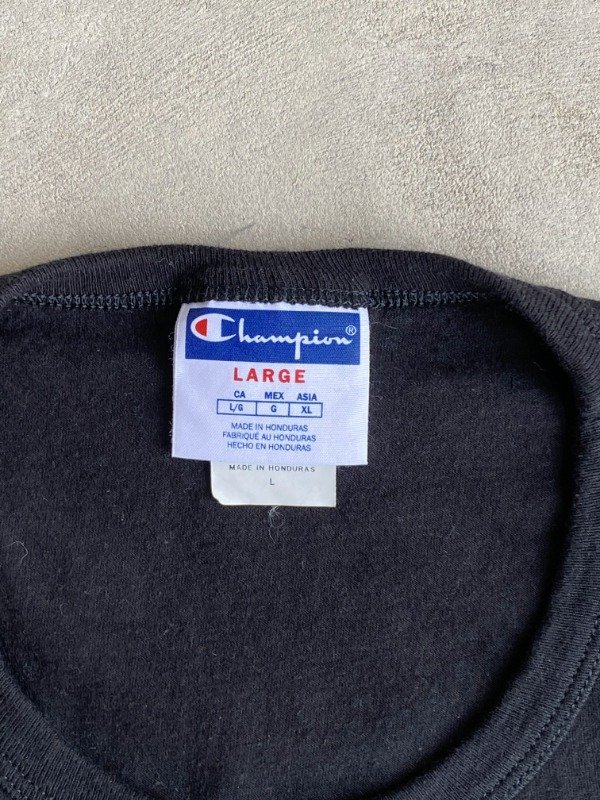 Champion®
LARGE
CA MEX ASIA
L/G G XL
MADE IN HONDURAS
FABRIQUÉ AU HONDURAS
HECHO EN HONDURAS
MADE IN HONDURAS
L